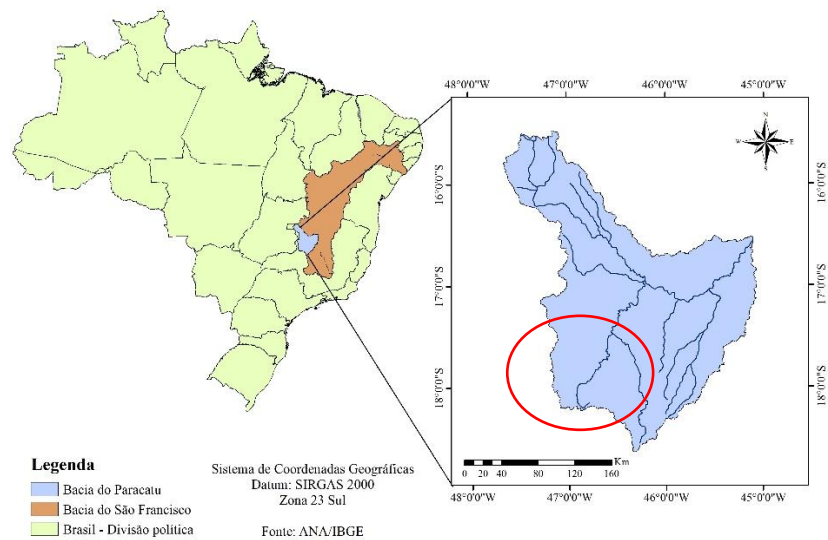 48°0'0"W 47°0'0"W 46°0'0"W 45°0'0"W
N
W E
S
16°0'0"S 16°0'0"S
17°0'0"S 17°0'0"S
18°0'0"S 18°0'0"S
Km
0 20 40 80 120 160
48°0'0"W 47°0'0"W 46°0'0"W 45°0'0"W
Legenda
Bacia do Paracatu
Bacia do São Francisco
Brasil - Divisão política
Sistema de Coordenadas Geográficas
Datum: SIRGAS 2000
Zona 23 Sul
Fonte: ANA/IBGE